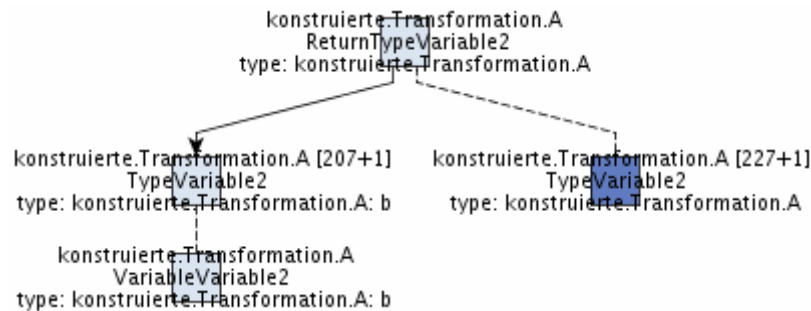 konstruierte.Transformation.A
ReturnTypeVariable2
type: konstruierte.Transformation.A
konstruierte.Transformation.A [207+1]
TypeVariable2
type: konstruierte.Transformation.A: b
konstruierte.Transformation.A [227+1]
TypeVariable2
type: konstruierte.Transformation.A
konstruierte.Transformation.A
VariableVariable2
type: konstruierte.Transformation.A: b